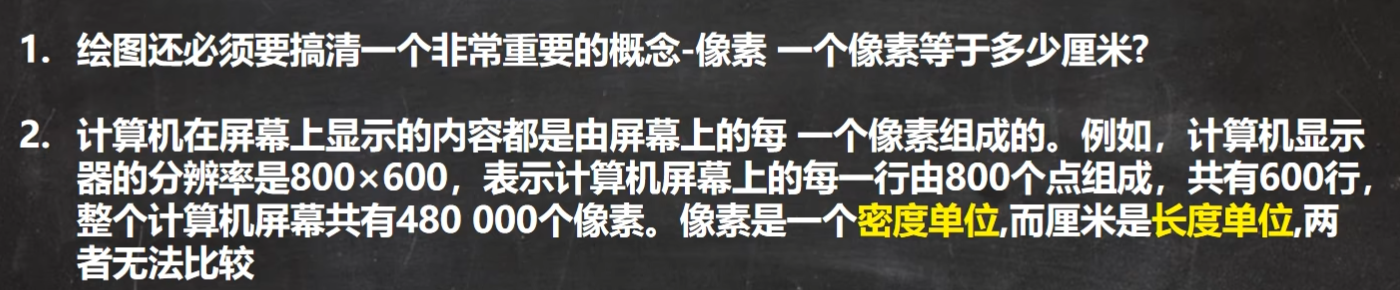 1. 绘图还必须要搞清一个非常重要的概念-像素 一个像素等于多少厘米?
2. 计算机在屏幕上显示的内容都是由屏幕上的每 一个像素组成的。例如，计算机显示
器的分辨率是800×600，表示计算机屏幕上的每一行由800个点组成，共有600行，
整个计算机屏幕共有480 000个像素。像素是一个密度单位,而厘米是长度单位,两
者无法比较